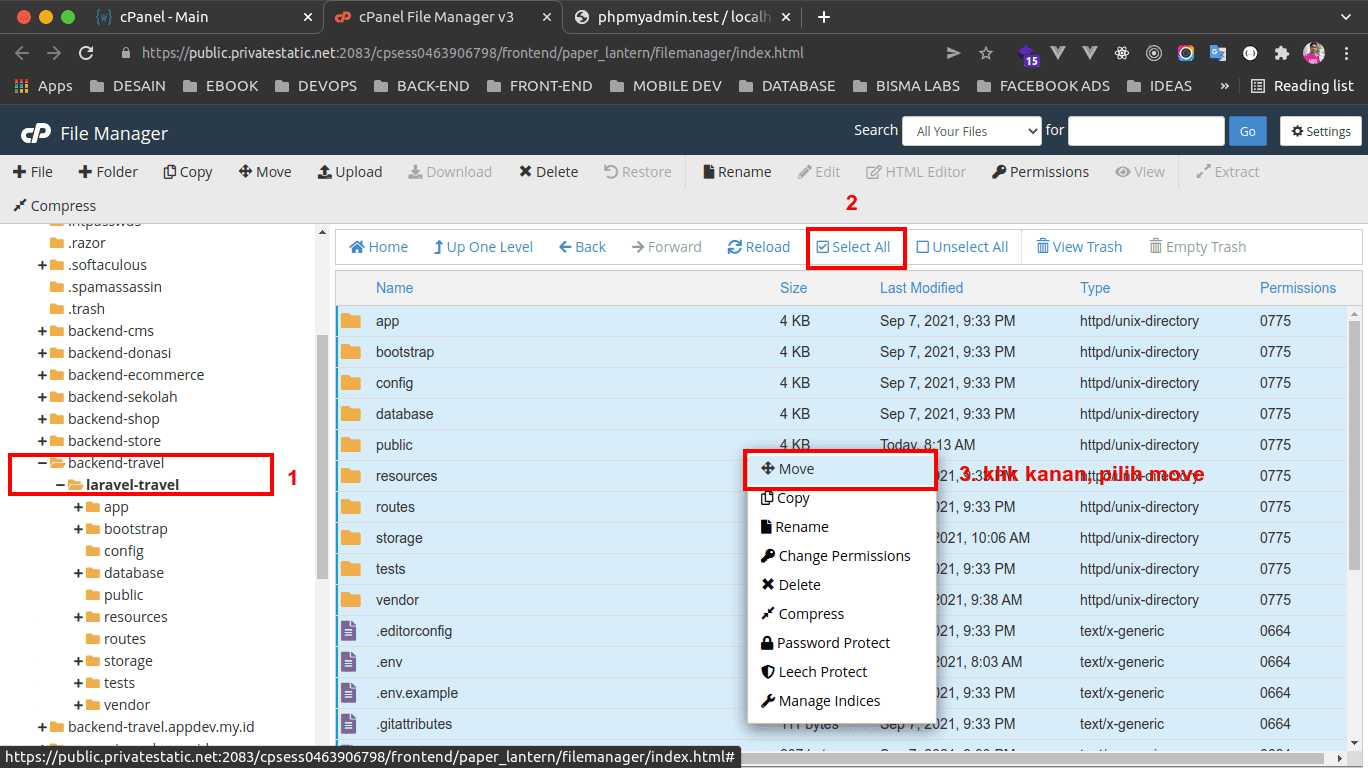 cPanel - Main
cPanel File Manager v3
phpmyadmin.test / localh
https://public.privatestatic.net:2083/cpsess0463906798/frontend/paper_lantern/filemanager/index.html
15
Apps DESAIN EBOOK DEVOPS BACK-END FRONT-END MOBILE DEV DATABASE BISMA LABS FACEBOOK ADS IDEAS » Reading list
cP File Manager
Search All Your Files for Go Settings
File Folder Copy Move Upload Download Delete Restore Rename Edit HTML Editor Permissions View Extract
Compress
2
.razor
.softaculous
.spamassassin
.trash
backend-cms
backend-donasi
backend-ecommerce
backend-sekolah
backend-shop
backend-store
backend-travel
laravel-travel
1
app
bootstrap
config
database
public
resources
routes
storage
tests
vendor
backend-travel.appdev.my.id
Home Up One Level Back Forward Reload Select All Unselect All View Trash Empty Trash
Name Size Last Modified Type Permissions
app 4 KB Sep 7, 2021, 9:33 PM httpd/unix-directory 0775
bootstrap 4 KB Sep 7, 2021, 9:33 PM httpd/unix-directory 0775
config 4 KB Sep 7, 2021, 9:33 PM httpd/unix-directory 0775
database 4 KB Sep 7, 2021, 9:33 PM httpd/unix-directory 0775
public 4 KB Today, 8:13 AM httpd/unix-directory 0775
resources 21, 9:33 PM httpd/unix-directory 0775
routes 021, 9:33 PM httpd/unix-directory 0775
storage 2021, 10:06 AM httpd/unix-directory 0775
tests 021, 9:33 PM httpd/unix-directory 0775
vendor 2021, 9:38 AM httpd/unix-directory 0775
.editorconfig 021, 9:33 PM text/x-generic 0664
.env 2021, 8:03 AM text/x-generic 0664
.env.example 021, 9:33 PM text/x-generic 0664
.gitattributes 111 bytes 021, 9:33 PM text/x-generic 0664
Move
Copy
Rename
Change Permissions
Delete
Compress
Password Protect
Leech Protect
Manage Indices
3. klik kanan, pilih move
https://public.privatestatic.net:2083/cpsess0463906798/frontend/paper_lantern/filemanager/index.html#